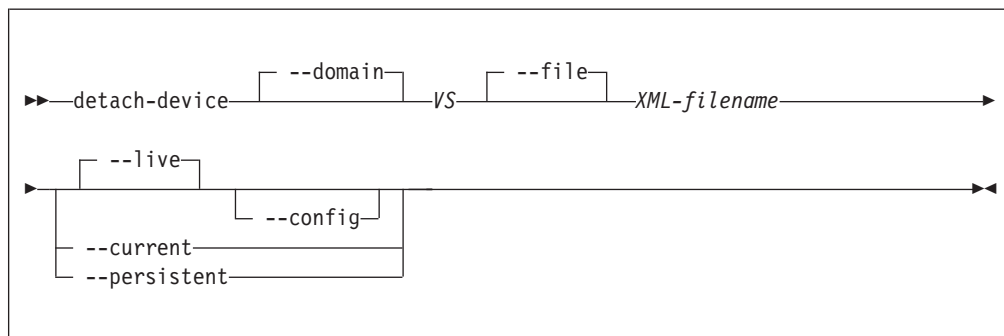 --domain --file
detach-device VS XML-filename
--live
--config
--current
--persistent